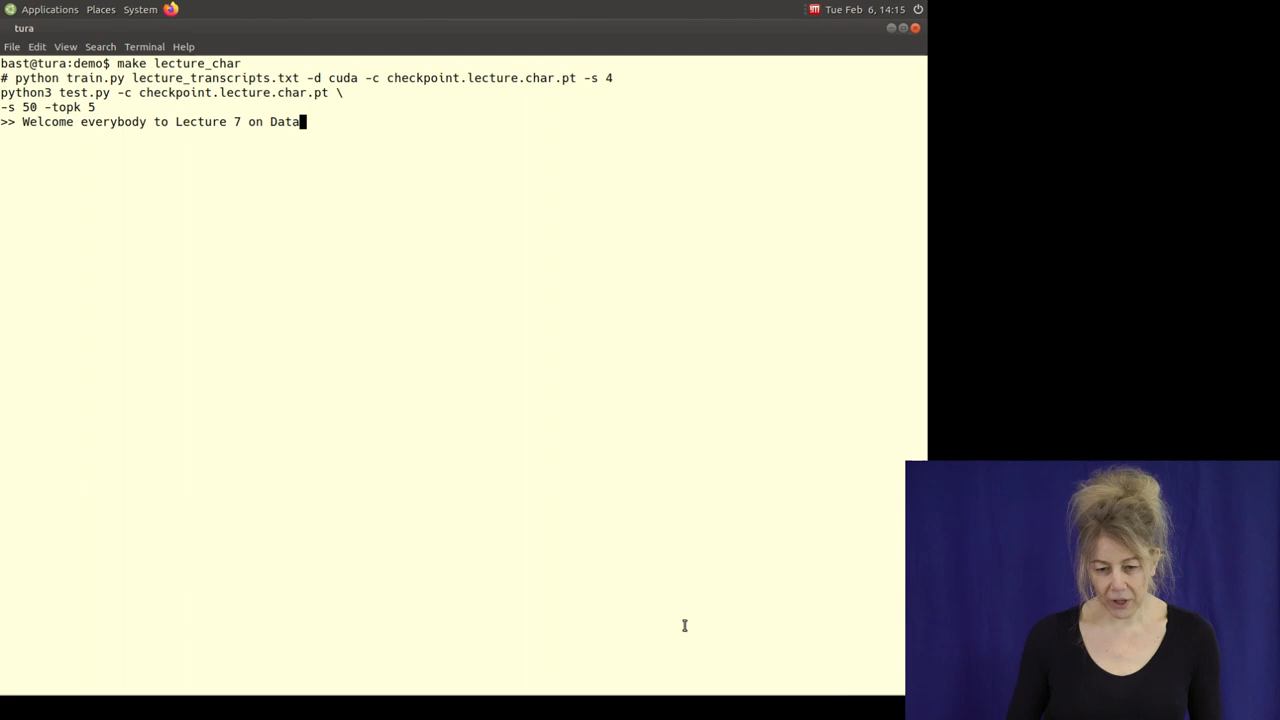 Applications Places System Tue Feb 6, 14:15
tura
File Edit View Search Terminal Help
bast@tura:demo$ make lecture_char
# python train.py lecture_transcripts.txt -d cuda -c checkpoint.lecture.char.pt -s 4
python3 test.py -c checkpoint.lecture.char.pt \
-s 50 -topk 5
>> Welcome everybody to Lecture 7 on Data